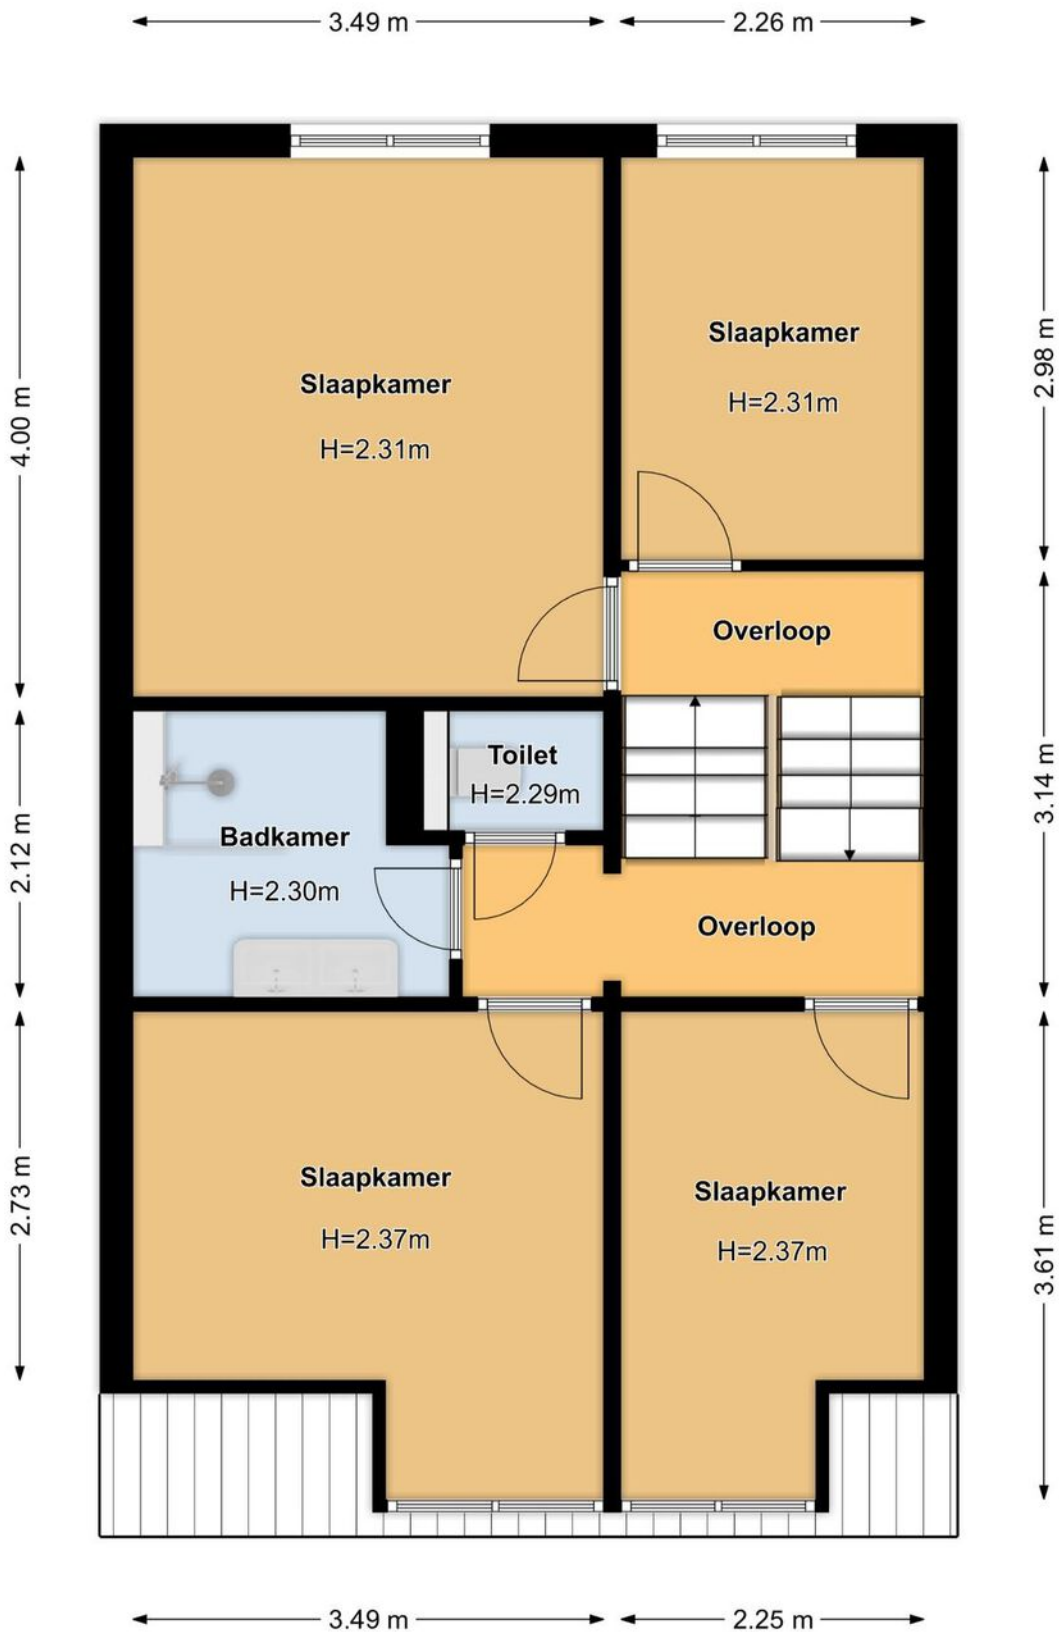 3.49 m
2.26 m
4.00 m
2.98 m
Slaapkamer
H=2.31m
Slaapkamer
H=2.31m
Overloop
Toilet
H=2.29m
Badkamer
H=2.30m
2.12 m
3.14 m
Overloop
Slaapkamer
H=2.37m
Slaapkamer
H=2.37m
2.73 m
3.61 m
3.49 m
2.25 m